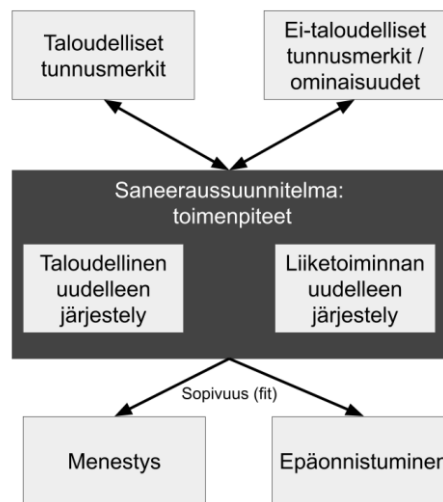 Taloudelliset
tunnusmerkit
Ei-taloudelliset
tunnusmerkit /
ominaisuudet
Saneeraussuunnitelma:
toimenpiteet
Taloudellinen
uudelleen
järjestely
Liiketoiminnan
uudelleen
järjestely
Sopivuus (fit)
Menestys
Epäonnistuminen